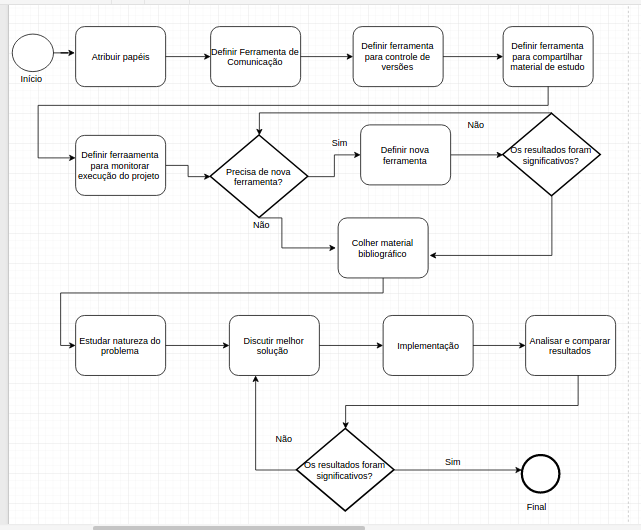 Início
Atribuir papéis
Definir Ferramenta de
Comunicação
Definir ferramenta
para controle de
versões
Definir ferramenta
para compartilhar
material de estudo
Definir ferraamenta
para monitorar
execução do projeto
Precisa de nova
ferramenta?
Sim
Não
Definir nova
ferramenta
Não
Os resultados foram
significativos?
Colher material
bibliográfico
Estudar natureza do
problema
Discutir melhor
solução
Implementação
Analisar e comparar
resultados
Não
Os resultados foram
significativos?
Sim
Final